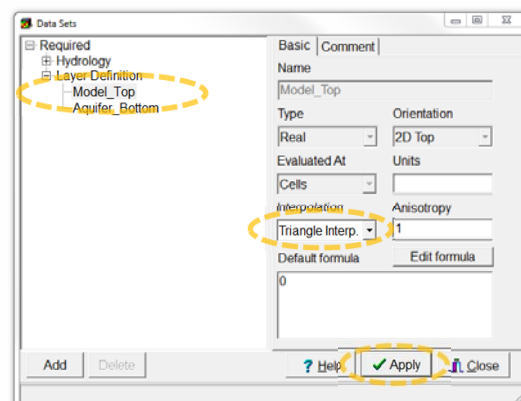 Data Sets
Required
Hydrology
Layer Definition
Model_Top
Aquifer_Bottom
Basic Comment
Name
Model_Top
Type Orientation
Real 2D Top
Evaluated At Units
Cells
Interpolation Anisotropy
Triangle Interp. 1
Default formula Edit formula
0
Add Delete ? Help Apply Close